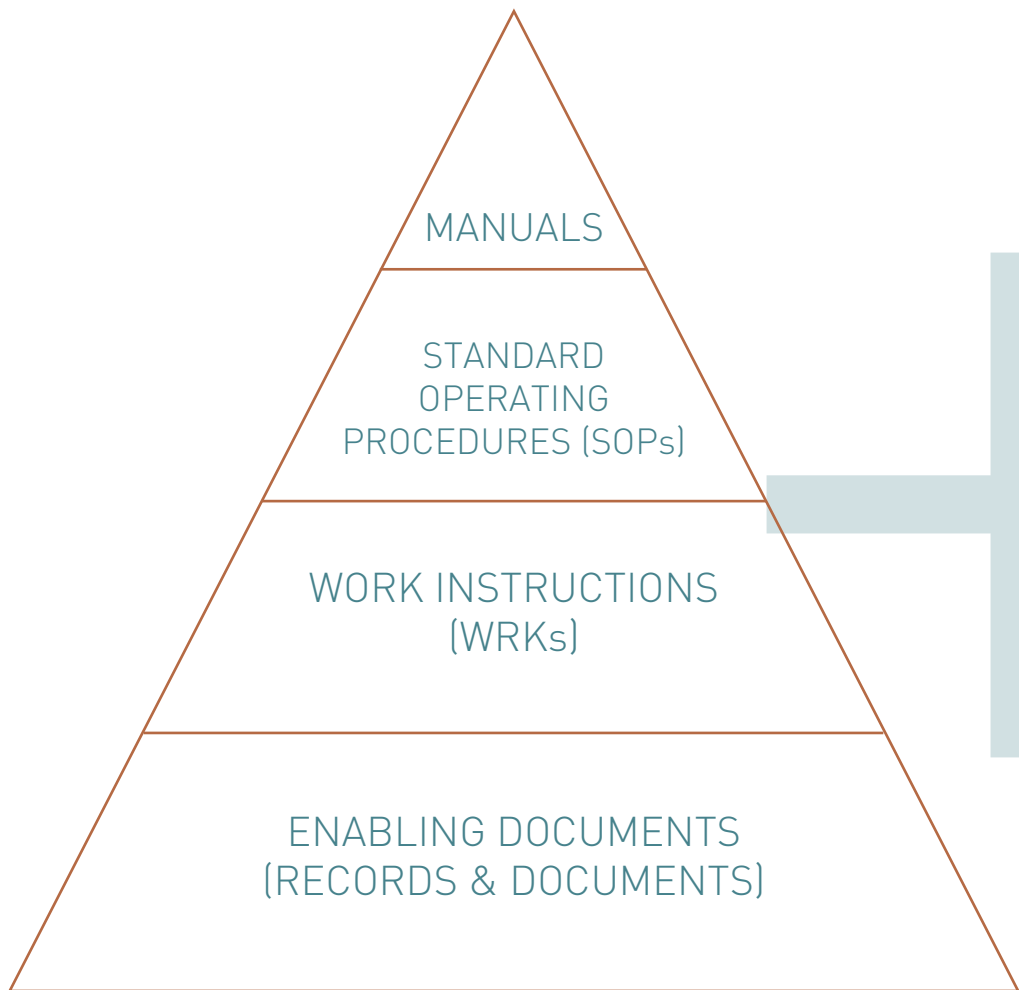 MANUALS
STANDARD
OPERATING
PROCEDURES (SOPs)
WORK INSTRUCTIONS
(WRKs)
ENABLING DOCUMENTS
(RECORDS & DOCUMENTS)